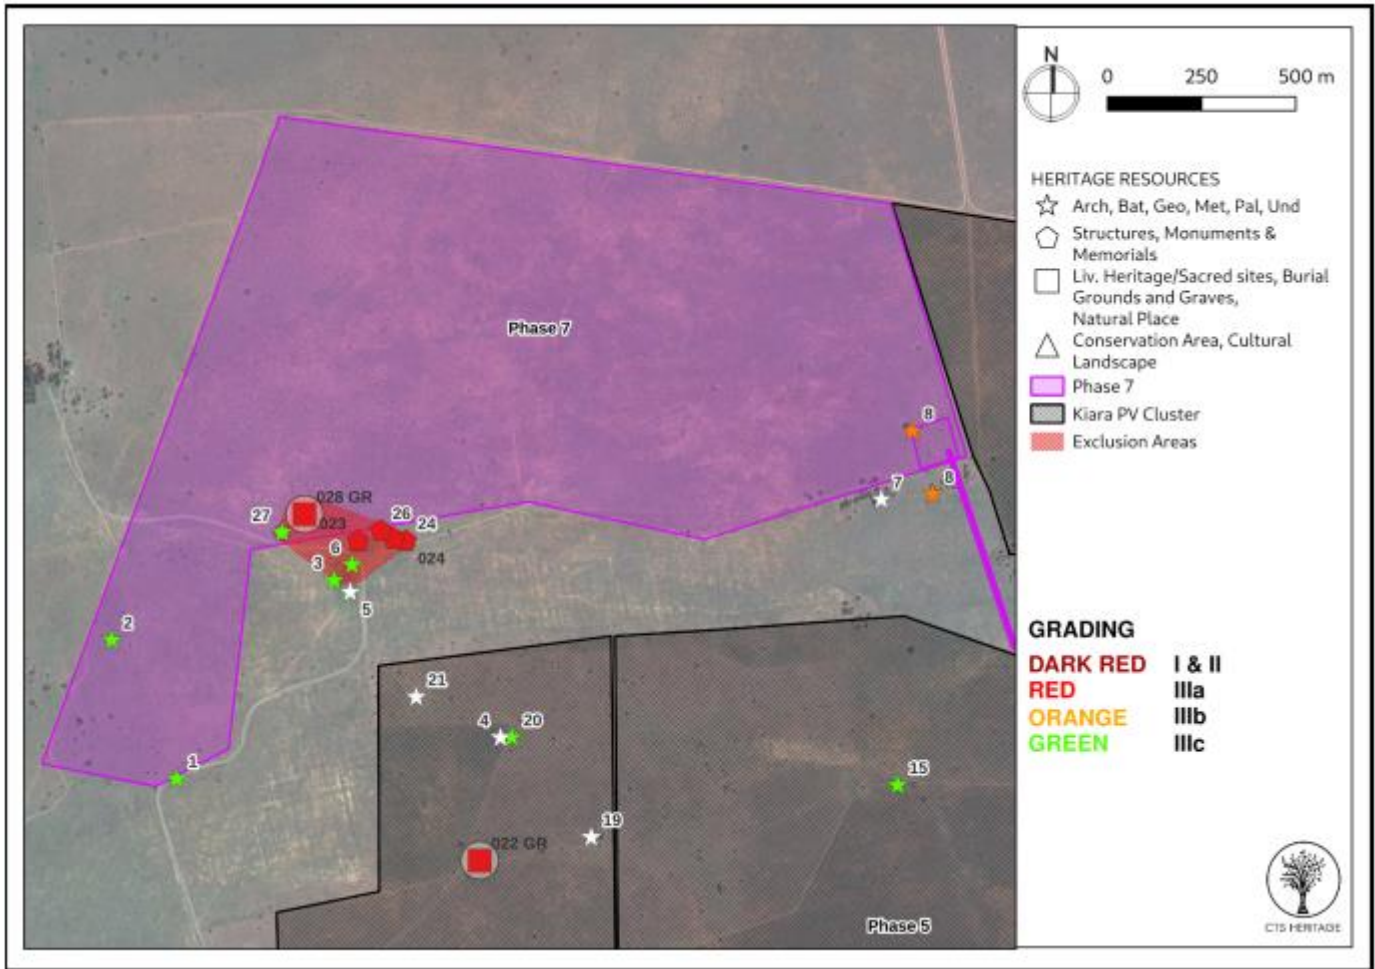 N
0 250 500 m
HERITAGE RESOURCES
Arch, Bat, Geo, Met, Pal, Und
Structures, Monuments &
Memorials
Liv. Heritage/Sacred sites, Burial
Grounds and Graves,
Natural Place
Conservation Area, Cultural
Landscape
Phase 7
Kiara PV Cluster
Exclusion Areas
GRADING
DARK RED I & II
RED IIIa
ORANGE IIIb
GREEN IIIc
CTS HERITAGE
Phase 7
8
7
8
028 GR
27
023
26
24
6
024
3
5
2
21
4
20
1
15
19
022 GR
Phase 5